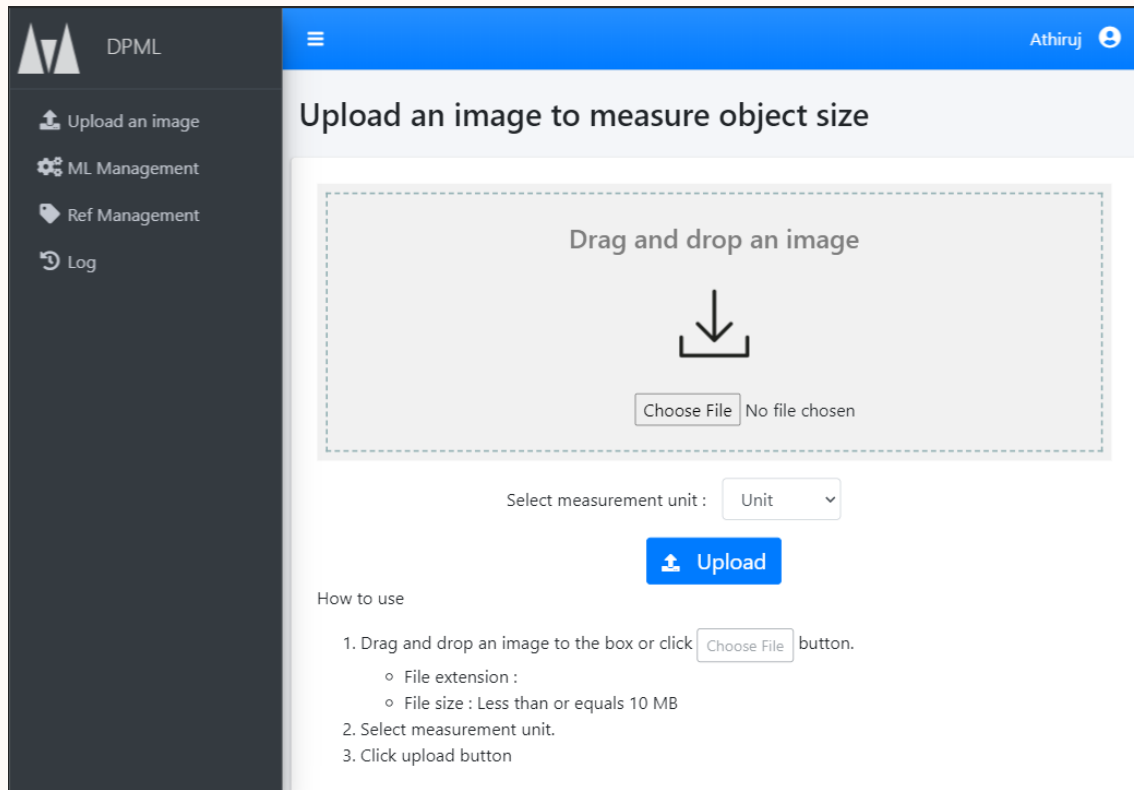 DPML
Athiruj
Upload an image
ML Management
Ref Management
Log
Upload an image to measure object size
Drag and drop an image
Choose File No file chosen
Select measurement unit : Unit
Upload
How to use
1. Drag and drop an image to the box or click Choose File button.
File extension :
File size : Less than or equals 10 MB
2. Select measurement unit.
3. Click upload button